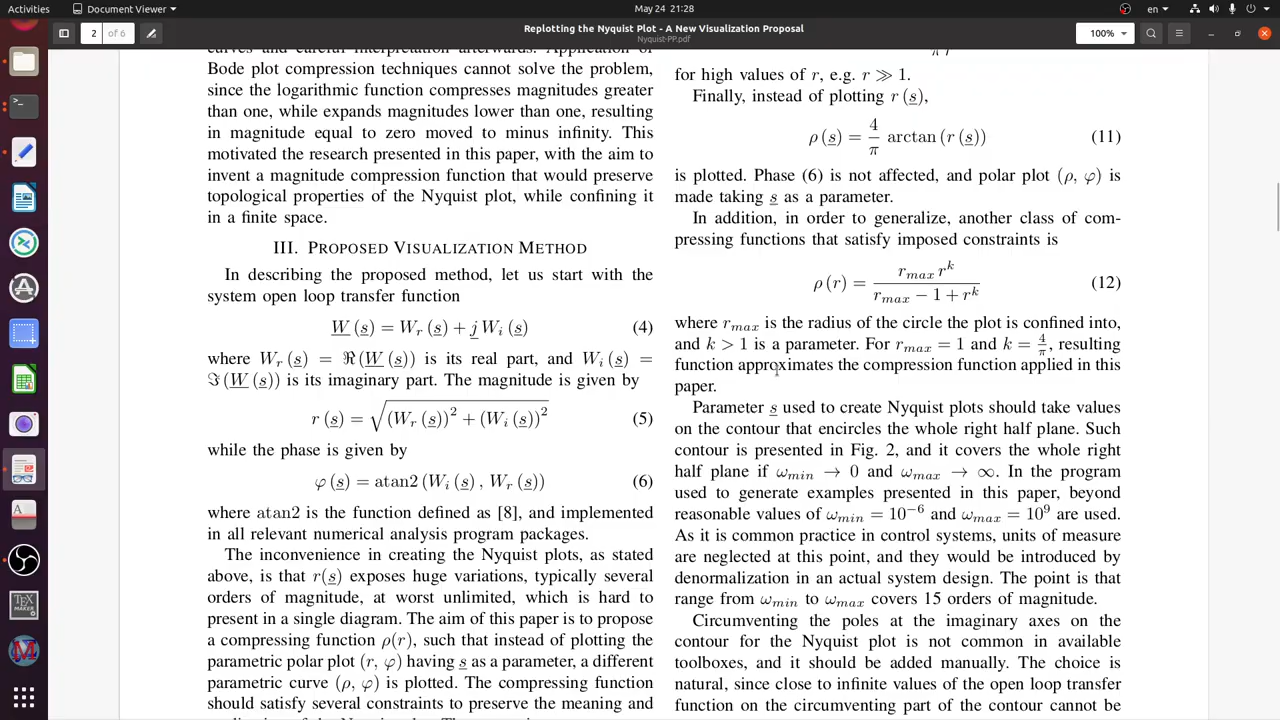 Activities
Document Viewer
May 24 21:28
en
2 of 6
Replotting the Nyquist Plot - A New Visualization Proposal
Nyquist-PP.pdf
100%
curves and careful interpretation afterwards. Application of
Bode plot compression techniques cannot solve the problem,
since the logarithmic function compresses magnitudes greater
than one, while expands magnitudes lower than one, resulting
in magnitude equal to zero moved to minus infinity. This
motivated the research presented in this paper, with the aim to
invent a magnitude compression function that would preserve
topological properties of the Nyquist plot, while confining it
in a finite space.
III. PROPOSED VISUALIZATION METHOD
In describing the proposed method, let us start with the
system open loop transfer function
W (s) = Wr (s) + j Wi (s) (4)
where Wr (s) = ℜ (W (s)) is its real part, and Wi (s) =
ℑ (W (s)) is its imaginary part. The magnitude is given by
r (s) = √((Wr (s))² + (Wi (s))²) (5)
while the phase is given by
φ (s) = atan2 (Wi (s) , Wr (s)) (6)
where atan2 is the function defined as [8], and implemented
in all relevant numerical analysis program packages.
The inconvenience in creating the Nyquist plots, as stated
above, is that r(s) exposes huge variations, typically several
orders of magnitude, at worst unlimited, which is hard to
present in a single diagram. The aim of this paper is to propose
a compressing function ρ(r), such that instead of plotting the
parametric polar plot (r, φ) having s as a parameter, a different
parametric curve (ρ, φ) is plotted. The compressing function
should satisfy several constraints to preserve the meaning and
for high values of r, e.g. r ≫ 1.
Finally, instead of plotting r (s),
ρ (s) = 4/π arctan (r (s)) (11)
is plotted. Phase (6) is not affected, and polar plot (ρ, φ) is
made taking s as a parameter.
In addition, in order to generalize, another class of com-
pressing functions that satisfy imposed constraints is
ρ (r) = rmax r^k / (rmax − 1 + r^k) (12)
where rmax is the radius of the circle the plot is confined into,
and k > 1 is a parameter. For rmax = 1 and k = 4/π, resulting
function approximates the compression function applied in this
paper.
Parameter s used to create Nyquist plots should take values
on the contour that encircles the whole right half plane. Such
contour is presented in Fig. 2, and it covers the whole right
half plane if ωmin → 0 and ωmax → ∞. In the program
used to generate examples presented in this paper, beyond
reasonable values of ωmin = 10⁻⁶ and ωmax = 10⁹ are used.
As it is common practice in control systems, units of measure
are neglected at this point, and they would be introduced by
denormalization in an actual system design. The point is that
range from ωmin to ωmax covers 15 orders of magnitude.
Circumventing the poles at the imaginary axes on the
contour for the Nyquist plot is not common in available
toolboxes, and it should be added manually. The choice is
natural, since close to infinite values of the open loop transfer
function on the circumventing part of the contour cannot be